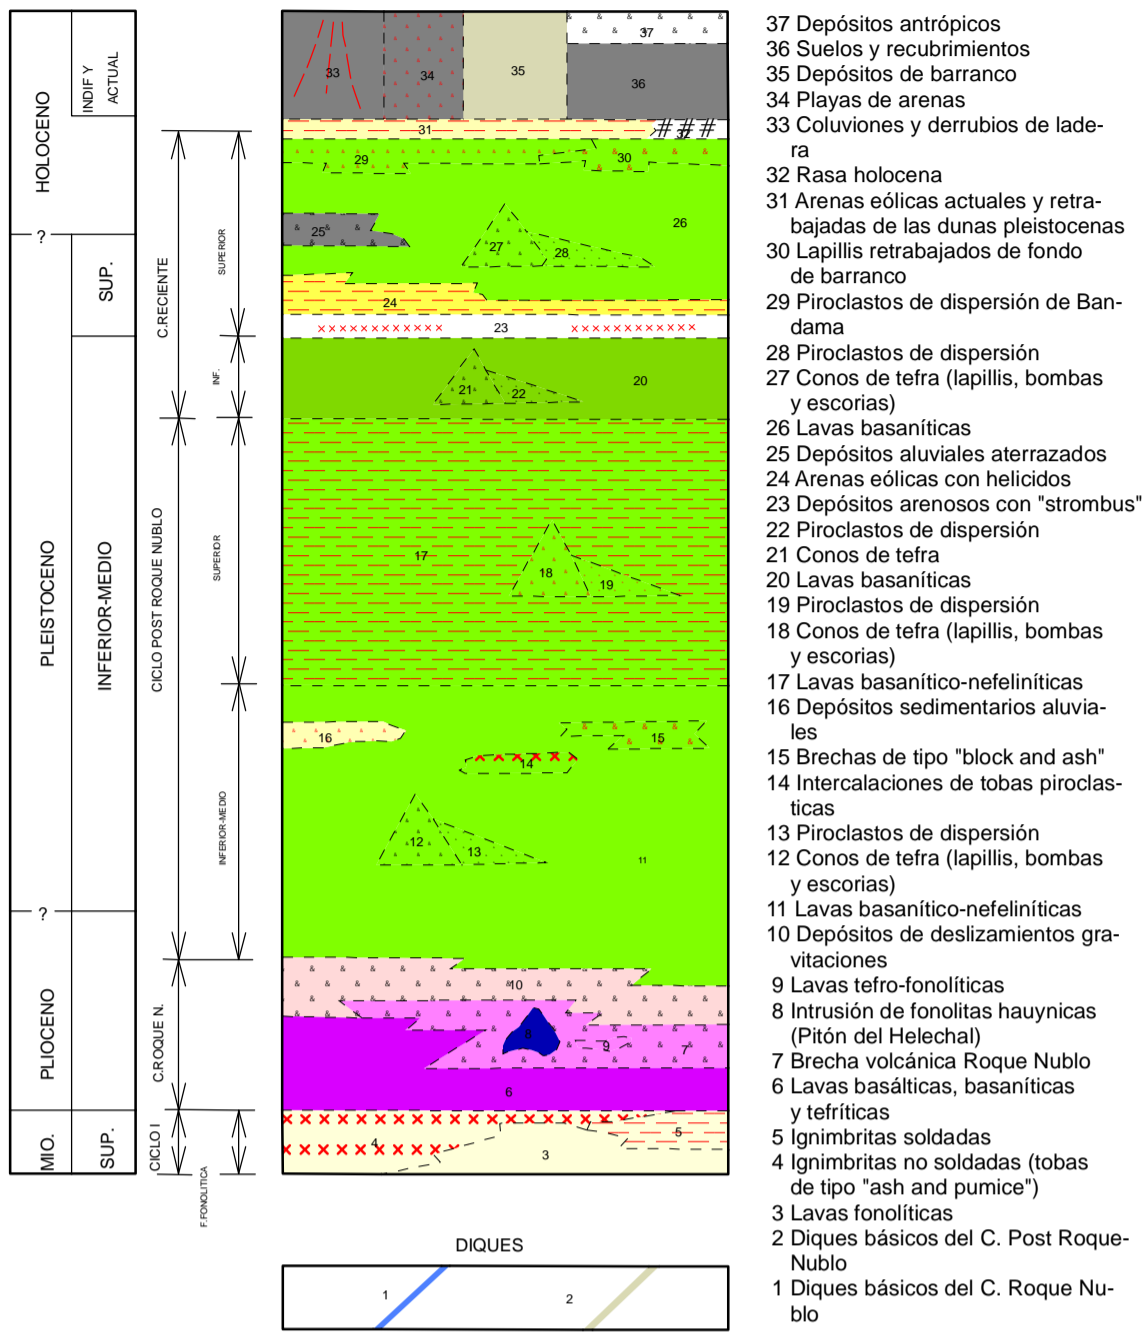 HOLOCENO
INDIF Y
ACTUAL
?
PLEISTOCENO
SUP.
INFERIOR-MEDIO
?
PLIOCENO
MIO.
SUP.
C.RECIENTE
SUPERIOR
INF.
CICLO POST ROQUE NUBLO
SUPERIOR
INFERIOR-MEDIO
C.ROQUE N.
CICLO I
F.FONOLITICA
33
34
35
37
36
31
32
29
30
26
25
27
28
24
23
20
21
22
17
18
19
16
15
14
12
13
11
10
8
9
7
6
4
5
3
DIQUES
1
2
37 Depósitos antrópicos
36 Suelos y recubrimientos
35 Depósitos de barranco
34 Playas de arenas
33 Coluviones y derrubios de lade-
ra
32 Rasa holocena
31 Arenas eólicas actuales y retra-
bajadas de las dunas pleistocenas
30 Lapillis retrabajados de fondo
de barranco
29 Piroclastos de dispersión de Ban-
dama
28 Piroclastos de dispersión
27 Conos de tefra (lapillis, bombas
y escorias)
26 Lavas basaníticas
25 Depósitos aluviales aterrazados
24 Arenas eólicas con helicidos
23 Depósitos arenosos con "strombus"
22 Piroclastos de dispersión
21 Conos de tefra
20 Lavas basaníticas
19 Piroclastos de dispersión
18 Conos de tefra (lapillis, bombas
y escorias)
17 Lavas basanítico-nefeliníticas
16 Depósitos sedimentarios aluvia-
les
15 Brechas de tipo "block and ash"
14 Intercalaciones de tobas piroclas-
ticas
13 Piroclastos de dispersión
12 Conos de tefra (lapillis, bombas
y escorias)
11 Lavas basanítico-nefeliníticas
10 Depósitos de deslizamientos gra-
vitaciones
9 Lavas tefro-fonolíticas
8 Intrusión de fonolitas hauynicas
(Pitón del Helechal)
7 Brecha volcánica Roque Nublo
6 Lavas basálticas, basaníticas
y tefríticas
5 Ignimbritas soldadas
4 Ignimbritas no soldadas (tobas
de tipo "ash and pumice")
3 Lavas fonolíticas
2 Diques básicos del C. Post Roque-
Nublo
1 Diques básicos del C. Roque Nu-
blo